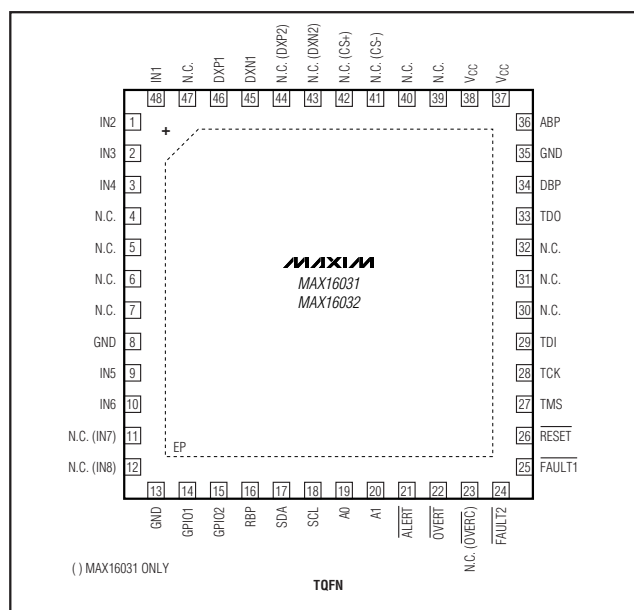 IN1
N.C.
DXP1
DXN1
N.C. (DXP2)
N.C. (DXN2)
N.C. (CS+)
N.C. (CS-)
N.C.
N.C.
VCC
VCC
48 47 46 45 44 43 42 41 40 39 38 37
IN2 1
IN3 2
IN4 3
N.C. 4
N.C. 5
N.C. 6
N.C. 7
GND 8
IN5 9
IN6 10
N.C. (IN7) 11
N.C. (IN8) 12
+
MAXIM
MAX16031
MAX16032
EP
36 ABP
35 GND
34 DBP
33 TDO
32 N.C.
31 N.C.
30 N.C.
29 TDI
28 TCK
27 TMS
26 RESET
25 FAULT1
13 14 15 16 17 18 19 20 21 22 23 24
GND
GPIO1
GPIO2
RBP
SDA
SCL
A0
A1
ALERT
OVERT
N.C. (OVERC)
FAULT2
( ) MAX16031 ONLY
TQFN